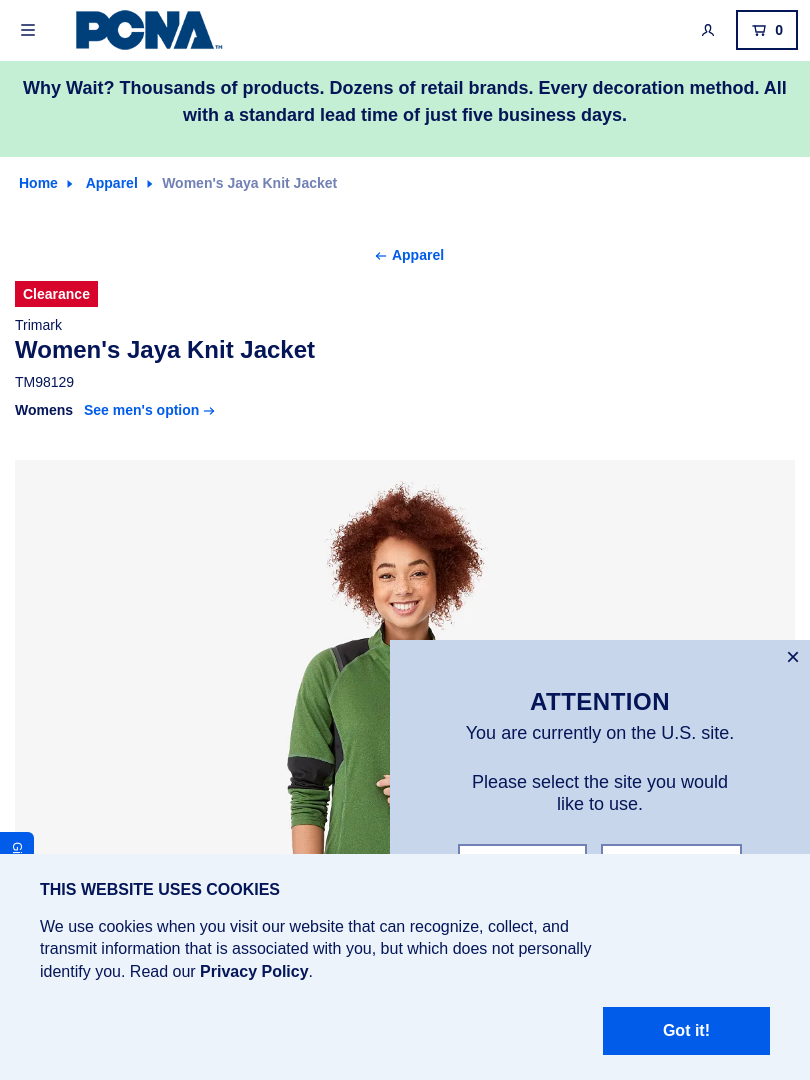 PCNA™
0
Why Wait? Thousands of products. Dozens of retail brands. Every decoration method. All
with a standard lead time of just five business days.
Home Apparel Women's Jaya Knit Jacket
Apparel
Clearance
Trimark
Women's Jaya Knit Jacket
TM98129
Womens See men's option
ATTENTION
You are currently on the U.S. site.
Please select the site you would
like to use.
THIS WEBSITE USES COOKIES
We use cookies when you visit our website that can recognize, collect, and
transmit information that is associated with you, but which does not personally
identify you. Read our Privacy Policy.
Got it!